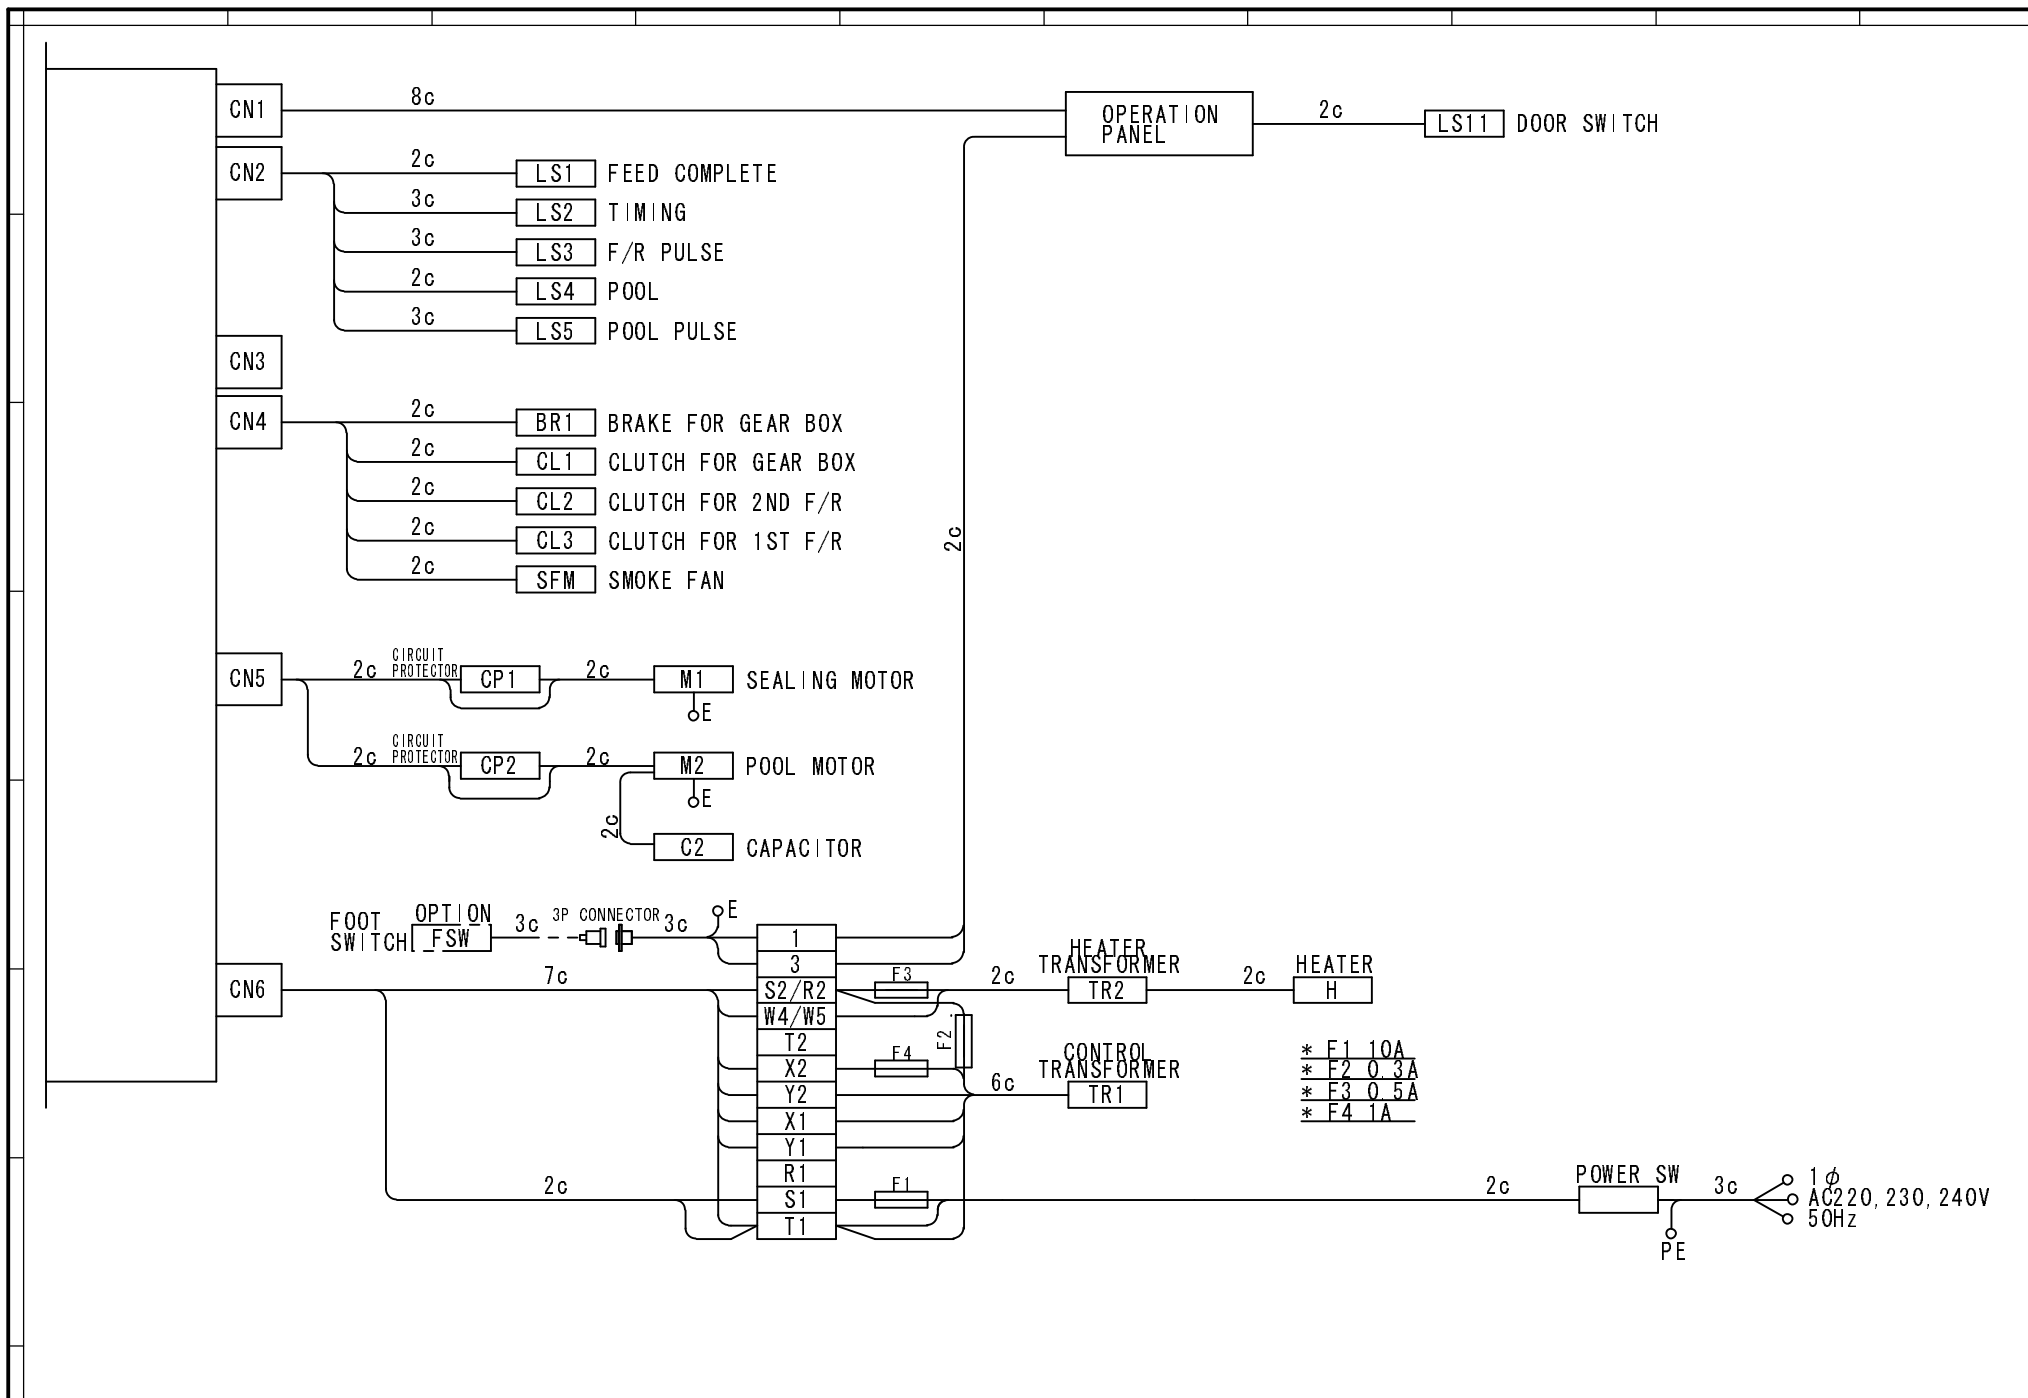 CN1
8c
OPERATION
PANEL
2c
LS11 DOOR SWITCH
CN2
2c
LS1 FEED COMPLETE
3c
LS2 TIMING
3c
LS3 F/R PULSE
2c
LS4 POOL
3c
LS5 POOL PULSE
CN3
CN4
2c
BR1 BRAKE FOR GEAR BOX
2c
CL1 CLUTCH FOR GEAR BOX
2c
CL2 CLUTCH FOR 2ND F/R
2c
CL3 CLUTCH FOR 1ST F/R
2c
SFM SMOKE FAN
2c
CN5
2c
CIRCUIT
PROTECTOR
CP1
2c
M1 SEALING MOTOR
E
2c
CIRCUIT
PROTECTOR
CP2
2c
M2 POOL MOTOR
E
2c
C2 CAPACITOR
FOOT
SWITCH
OPTION
FSW
3c
3P CONNECTOR
3c
E
1
3
S2/R2
W4/W5
T2
X2
Y2
X1
Y1
R1
S1
T1
CN6
7c
2c
F3
2c
HEATER
TRANSFORMER
TR2
2c
HEATER
H
F2
F4
6c
CONTROL
TRANSFORMER
TR1
* F1 10A
* F2 0.3A
* F3 0.5A
* F4 1A
F1
2c
POWER SW
3c
PE
1φ
AC220,230,240V
50Hz